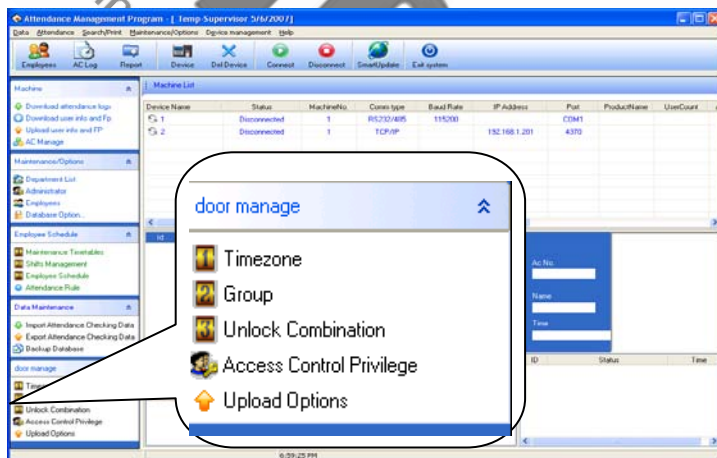 Attendance Management Program - [ Temp-Supervisor 5/6/2007]
Data Attendance Search/Print Maintenance/Options Device management Help
Employees AC Log Report Device Del Device Connect Disconnect SmartUpdate Exit system
Machine
Download attendance logs
Download user info and Fp
Upload user info and FP
AC Manage
Maintenance/Options
Department List
Administrator
Employees
Database Option..
Employee Schedule
Maintenance Timetables
Shifts Management
Employee Schedule
Attendance Rule
Data Maintenance
Import Attendance Checking Data
Export Attendance Checking Data
Backup Database
door manage
Unlock Combination
Access Control Privilege
Upload Options
Machine List
Device Name Status MachineNo. Comm type Baud Rate IP Address Port ProductName UserCount
1 Disconnected 1 RS232/485 115200 COM1
2 Disconnected 1 TCP/IP 192.168.1.201 4370
Id
door manage
1 Timezone
2 Group
3 Unlock Combination
Access Control Privilege
Upload Options
Ac No.
Name
Time
ID Status Time
6:59:25 PM